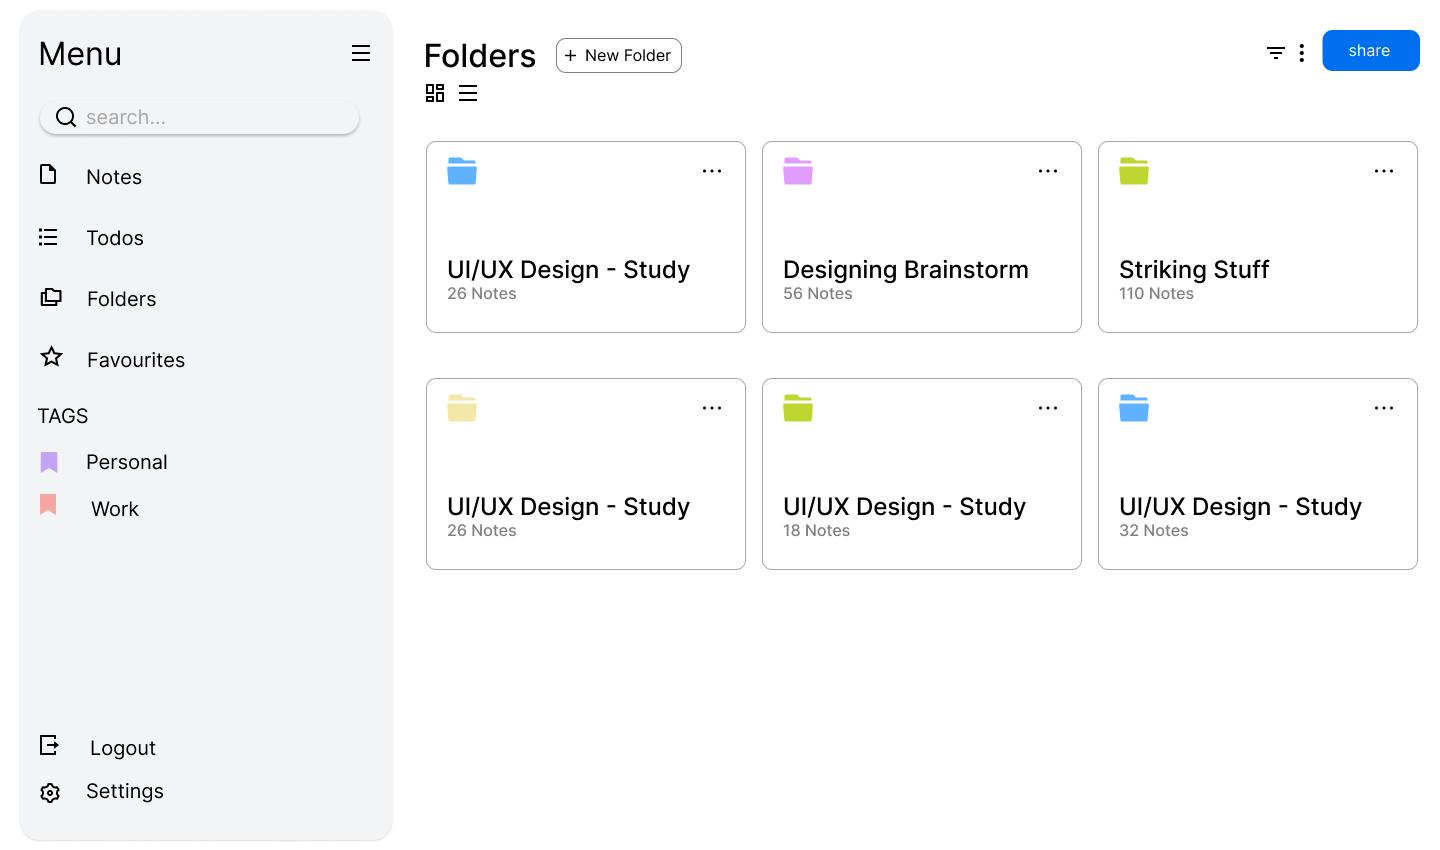 Menu
search...
Notes
Todos
Folders
Favourites
TAGS
Personal
Work
Logout
Settings
Folders
+ New Folder
share
UI/UX Design - Study
26 Notes
Designing Brainstorm
56 Notes
Striking Stuff
110 Notes
UI/UX Design - Study
26 Notes
UI/UX Design - Study
18 Notes
UI/UX Design - Study
32 Notes